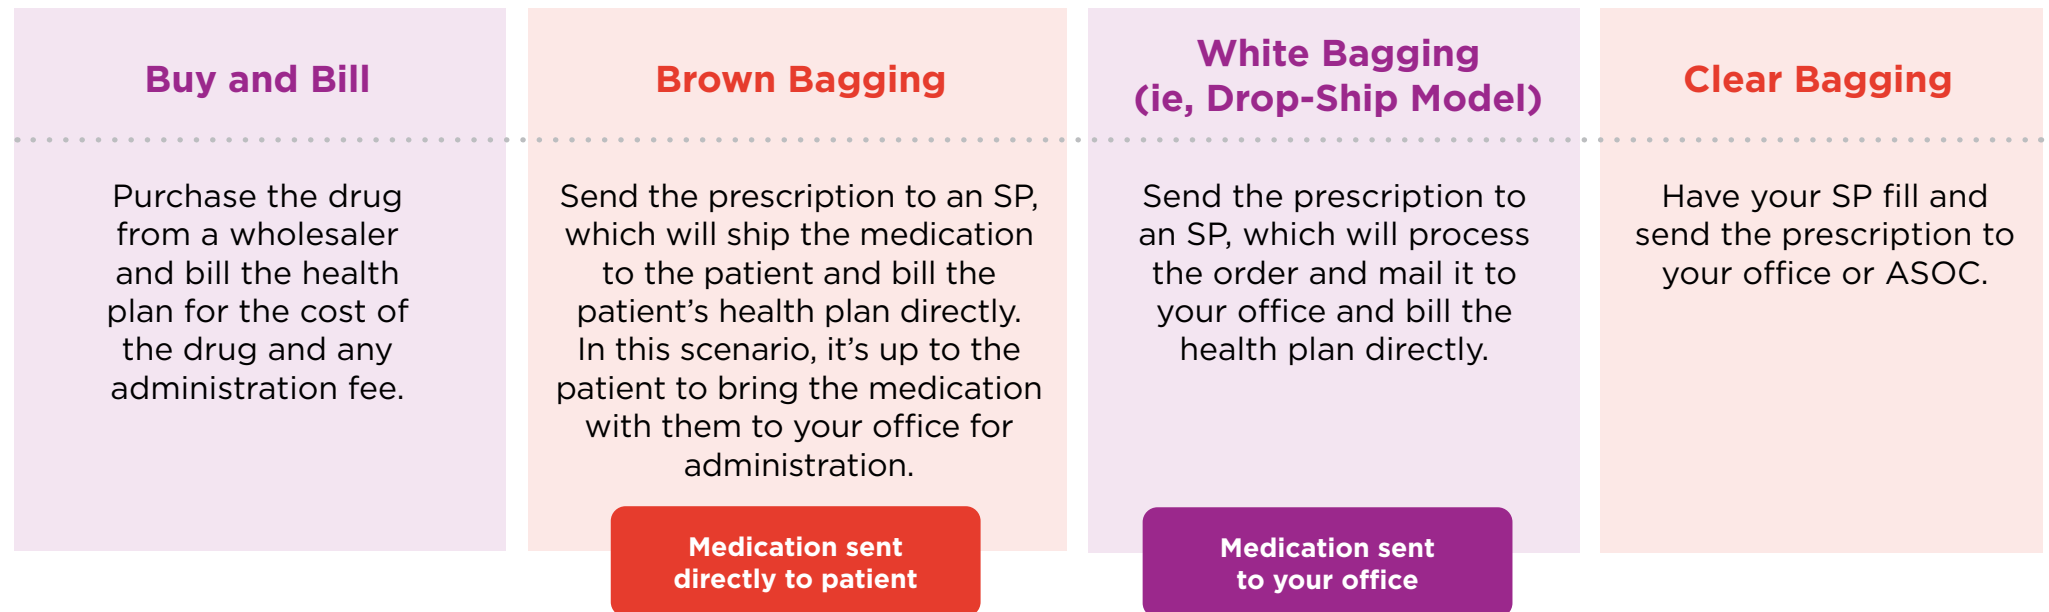 Buy and Bill
Purchase the drug
from a wholesaler
and bill the health
plan for the cost of
the drug and any
administration fee.
Brown Bagging
Send the prescription to an SP,
which will ship the medication
to the patient and bill the
patient’s health plan directly.
In this scenario, it’s up to the
patient to bring the medication
with them to your office for
administration.
Medication sent
directly to patient
White Bagging
(ie, Drop-Ship Model)
Send the prescription to
an SP, which will process
the order and mail it to
your office and bill the
health plan directly.
Medication sent
to your office
Clear Bagging
Have your SP fill and
send the prescription to
your office or ASOC.